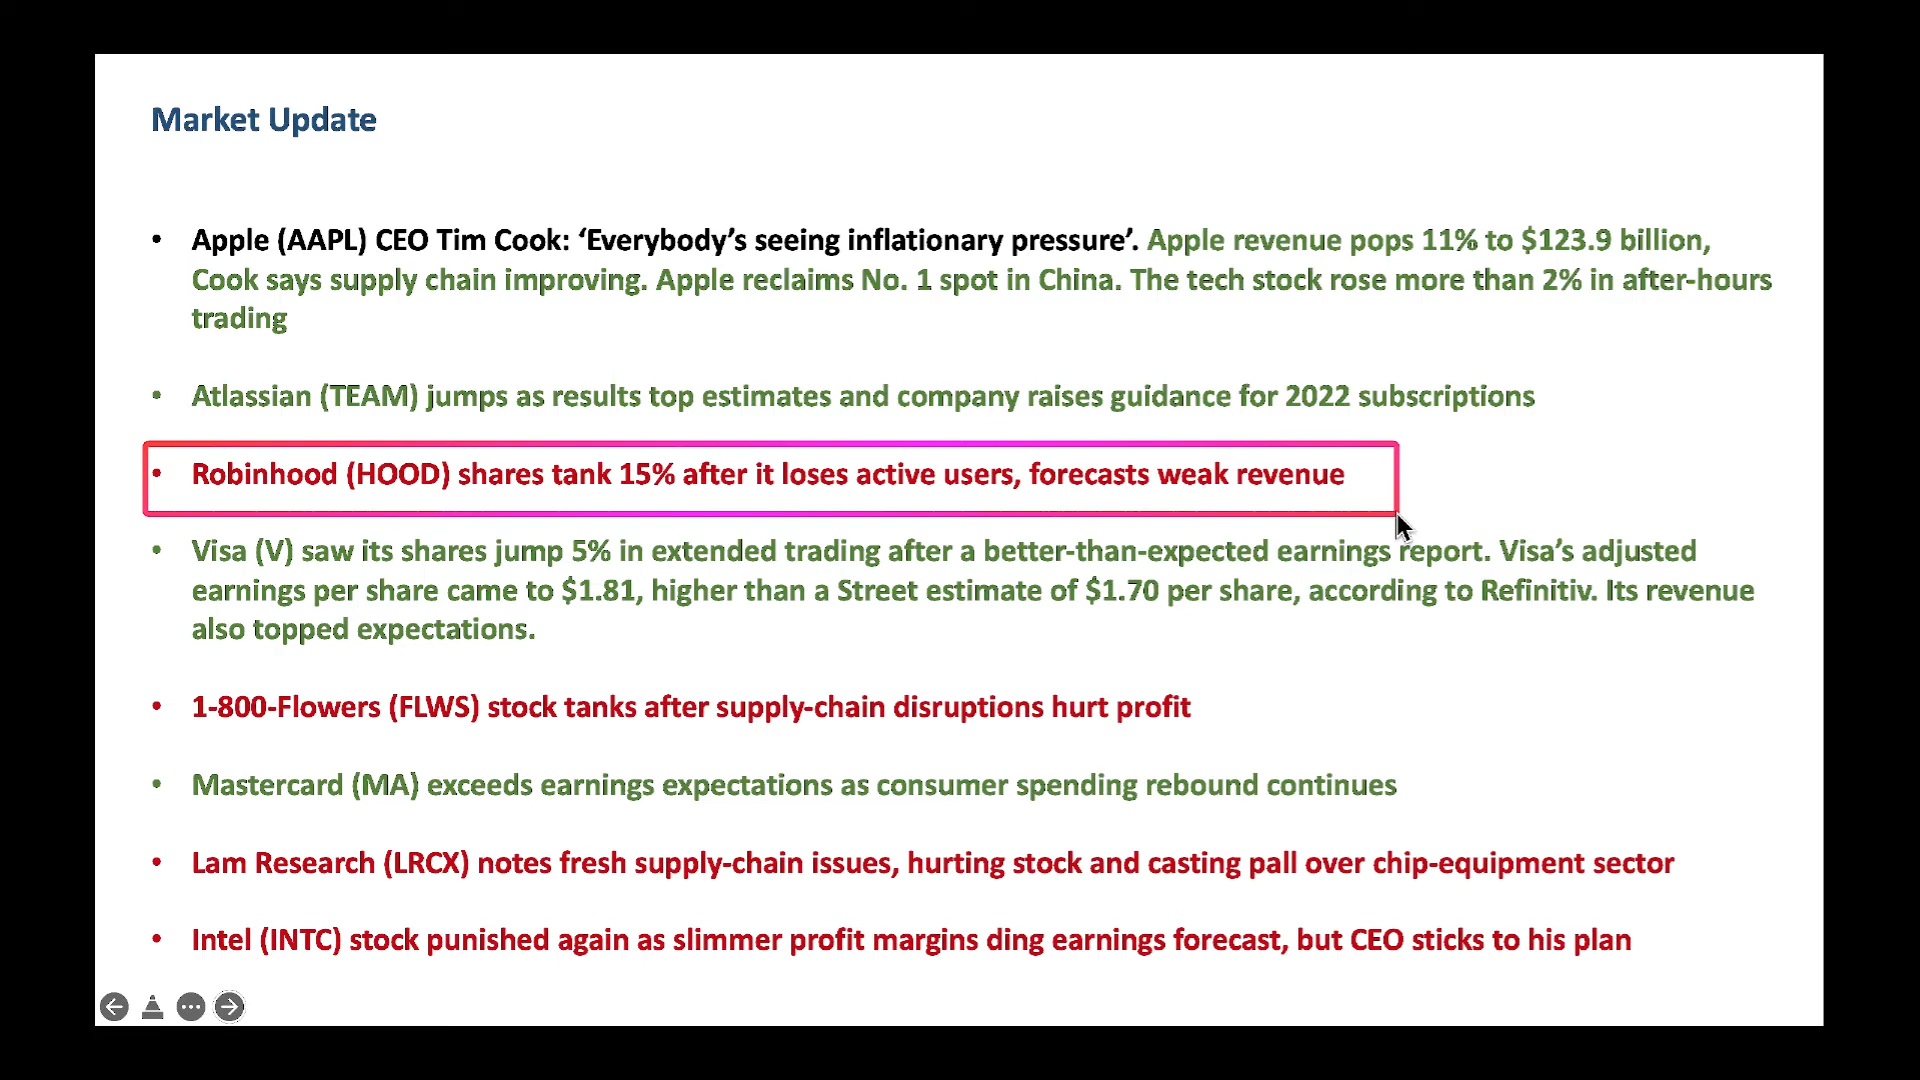 Market Update
• Apple (AAPL) CEO Tim Cook: ‘Everybody’s seeing inflationary pressure’. Apple revenue pops 11% to $123.9 billion,
Cook says supply chain improving. Apple reclaims No. 1 spot in China. The tech stock rose more than 2% in after-hours
trading
• Atlassian (TEAM) jumps as results top estimates and company raises guidance for 2022 subscriptions
• Robinhood (HOOD) shares tank 15% after it loses active users, forecasts weak revenue
• Visa (V) saw its shares jump 5% in extended trading after a better-than-expected earnings report. Visa’s adjusted
earnings per share came to $1.81, higher than a Street estimate of $1.70 per share, according to Refinitiv. Its revenue
also topped expectations.
• 1-800-Flowers (FLWS) stock tanks after supply-chain disruptions hurt profit
• Mastercard (MA) exceeds earnings expectations as consumer spending rebound continues
• Lam Research (LRCX) notes fresh supply-chain issues, hurting stock and casting pall over chip-equipment sector
• Intel (INTC) stock punished again as slimmer profit margins ding earnings forecast, but CEO sticks to his plan